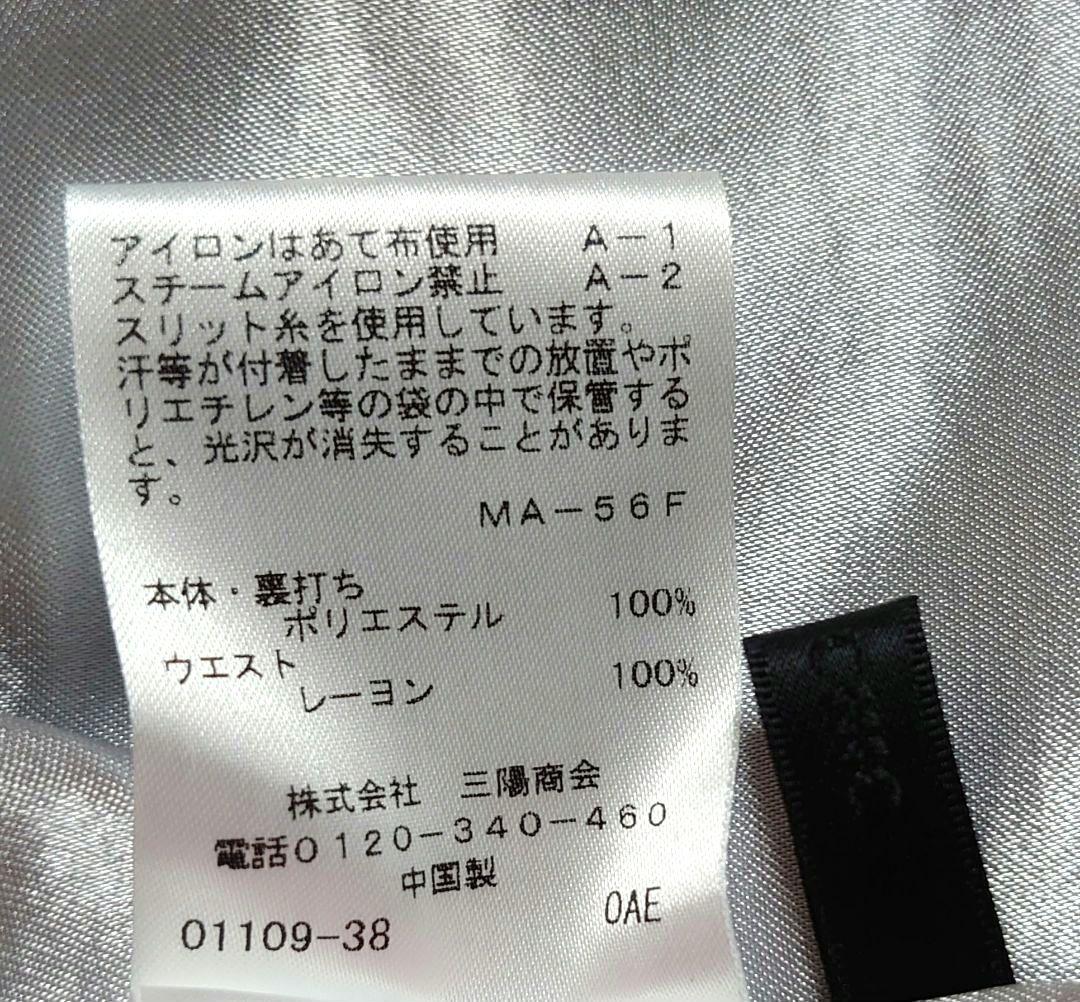 アイロンはあて布使用　A－1
スチームアイロン禁止　A－2
スリット糸を使用しています。
汗等が付着したままでの放置やポ
リエチレン等の袋の中で保管する
と、光沢が消失することがありま
す。
MA－56F
本体・裏打ち
ポリエステル　100%
ウエスト
レーヨン　100%
株式会社　三陽商会
電話0120－340－460
中国製
01109-38　0AE